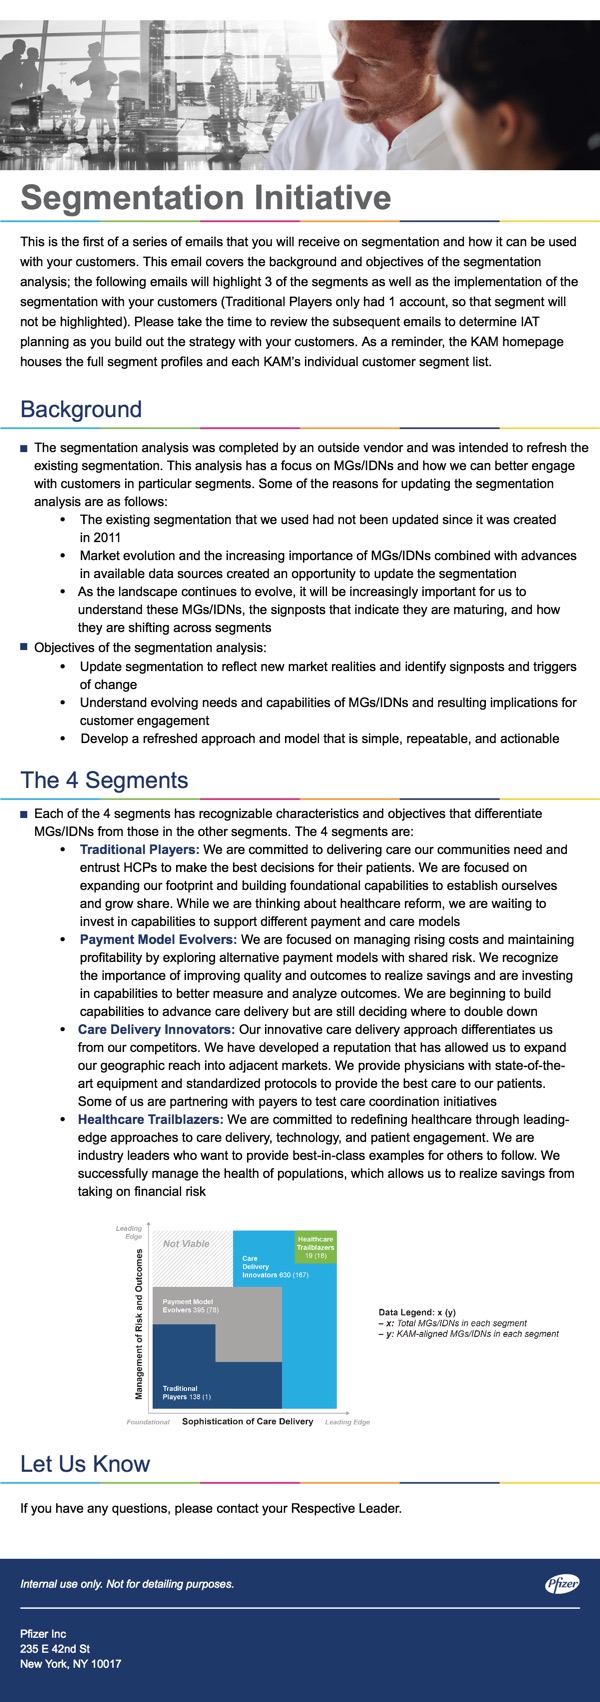 Segmentation Initiative
This is the first of a series of emails that you will receive on segmentation and how it can be used
with your customers. This email covers the background and objectives of the segmentation
analysis; the following emails will highlight 3 of the segments as well as the implementation of the
segmentation with your customers (Traditional Players only had 1 account, so that segment will
not be highlighted). Please take the time to review the subsequent emails to determine IAT
planning as you build out the strategy with your customers. As a reminder, the KAM homepage
houses the full segment profiles and each KAM's individual customer segment list.
Background
■ The segmentation analysis was completed by an outside vendor and was intended to refresh the
existing segmentation. This analysis has a focus on MGs/IDNs and how we can better engage
with customers in particular segments. Some of the reasons for updating the segmentation
analysis are as follows:
• The existing segmentation that we used had not been updated since it was created
in 2011
• Market evolution and the increasing importance of MGs/IDNs combined with advances
in available data sources created an opportunity to update the segmentation
• As the landscape continues to evolve, it will be increasingly important for us to
understand these MGs/IDNs, the signposts that indicate they are maturing, and how
they are shifting across segments
■ Objectives of the segmentation analysis:
• Update segmentation to reflect new market realities and identify signposts and triggers
of change
• Understand evolving needs and capabilities of MGs/IDNs and resulting implications for
customer engagement
• Develop a refreshed approach and model that is simple, repeatable, and actionable
The 4 Segments
■ Each of the 4 segments has recognizable characteristics and objectives that differentiate
MGs/IDNs from those in the other segments. The 4 segments are:
• Traditional Players: We are committed to delivering care our communities need and
entrust HCPs to make the best decisions for their patients. We are focused on
expanding our footprint and building foundational capabilities to establish ourselves
and grow share. While we are thinking about healthcare reform, we are waiting to
invest in capabilities to support different payment and care models
• Payment Model Evolvers: We are focused on managing rising costs and maintaining
profitability by exploring alternative payment models with shared risk. We recognize
the importance of improving quality and outcomes to realize savings and are investing
in capabilities to better measure and analyze outcomes. We are beginning to build
capabilities to advance care delivery but are still deciding where to double down
• Care Delivery Innovators: Our innovative care delivery approach differentiates us
from our competitors. We have developed a reputation that has allowed us to expand
our geographic reach into adjacent markets. We provide physicians with state-of-the-
art equipment and standardized protocols to provide the best care to our patients.
Some of us are partnering with payers to test care coordination initiatives
• Healthcare Trailblazers: We are committed to redefining healthcare through leading-
edge approaches to care delivery, technology, and patient engagement. We are
industry leaders who want to provide best-in-class examples for others to follow. We
successfully manage the health of populations, which allows us to realize savings from
taking on financial risk
Leading
Edge
Management of Risk and Outcomes
Not Viable
Healthcare
Trailblazers
19 (18)
Care
Delivery
Innovators 630 (167)
Payment Model
Evolvers 395 (78)
Traditional
Players 138 (1)
Foundational
Sophistication of Care Delivery
Leading Edge
Data Legend: x (y)
– x: Total MGs/IDNs in each segment
– y: KAM-aligned MGs/IDNs in each segment
Let Us Know
If you have any questions, please contact your Respective Leader.
Internal use only. Not for detailing purposes.
Pfizer
Pfizer Inc
235 E 42nd St
New York, NY 10017